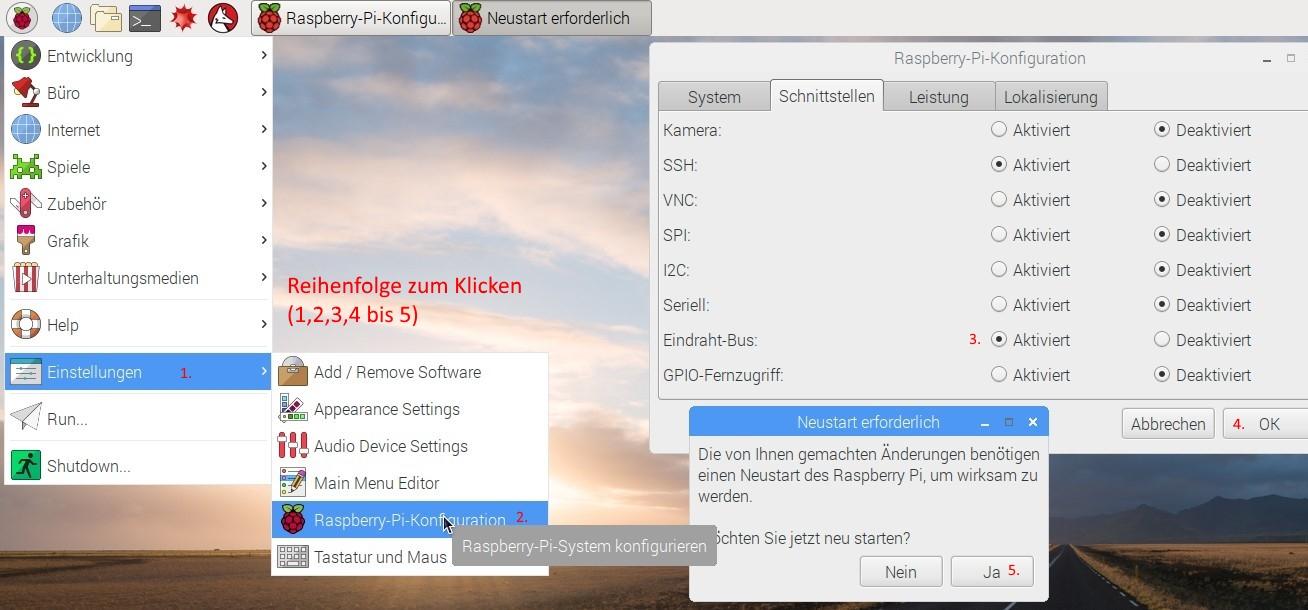 Raspberry-Pi-Konfigu...
Neustart erforderlich
Entwicklung
Büro
Internet
Spiele
Zubehör
Grafik
Unterhaltungsmedien
Help
Einstellungen 1.
Run...
Shutdown...
Reihenfolge zum Klicken
(1,2,3,4 bis 5)
Add / Remove Software
Appearance Settings
Audio Device Settings
Main Menu Editor
Raspberry-Pi-Konfiguration 2.
Tastatur und Maus
Raspberry-Pi-System konfigurieren
Raspberry-Pi-Konfiguration
System Schnittstellen Leistung Lokalisierung
Kamera: Aktiviert Deaktiviert
SSH: Aktiviert Deaktiviert
VNC: Aktiviert Deaktiviert
SPI: Aktiviert Deaktiviert
I2C: Aktiviert Deaktiviert
Seriell: Aktiviert Deaktiviert
Eindraht-Bus: 3. Aktiviert Deaktiviert
GPIO-Fernzugriff: Aktiviert Deaktiviert
Abbrechen 4. OK
Neustart erforderlich
Die von Ihnen gemachten Änderungen benötigen
einen Neustart des Raspberry Pi, um wirksam zu
werden.
öchten Sie jetzt neu starten?
Nein Ja 5.